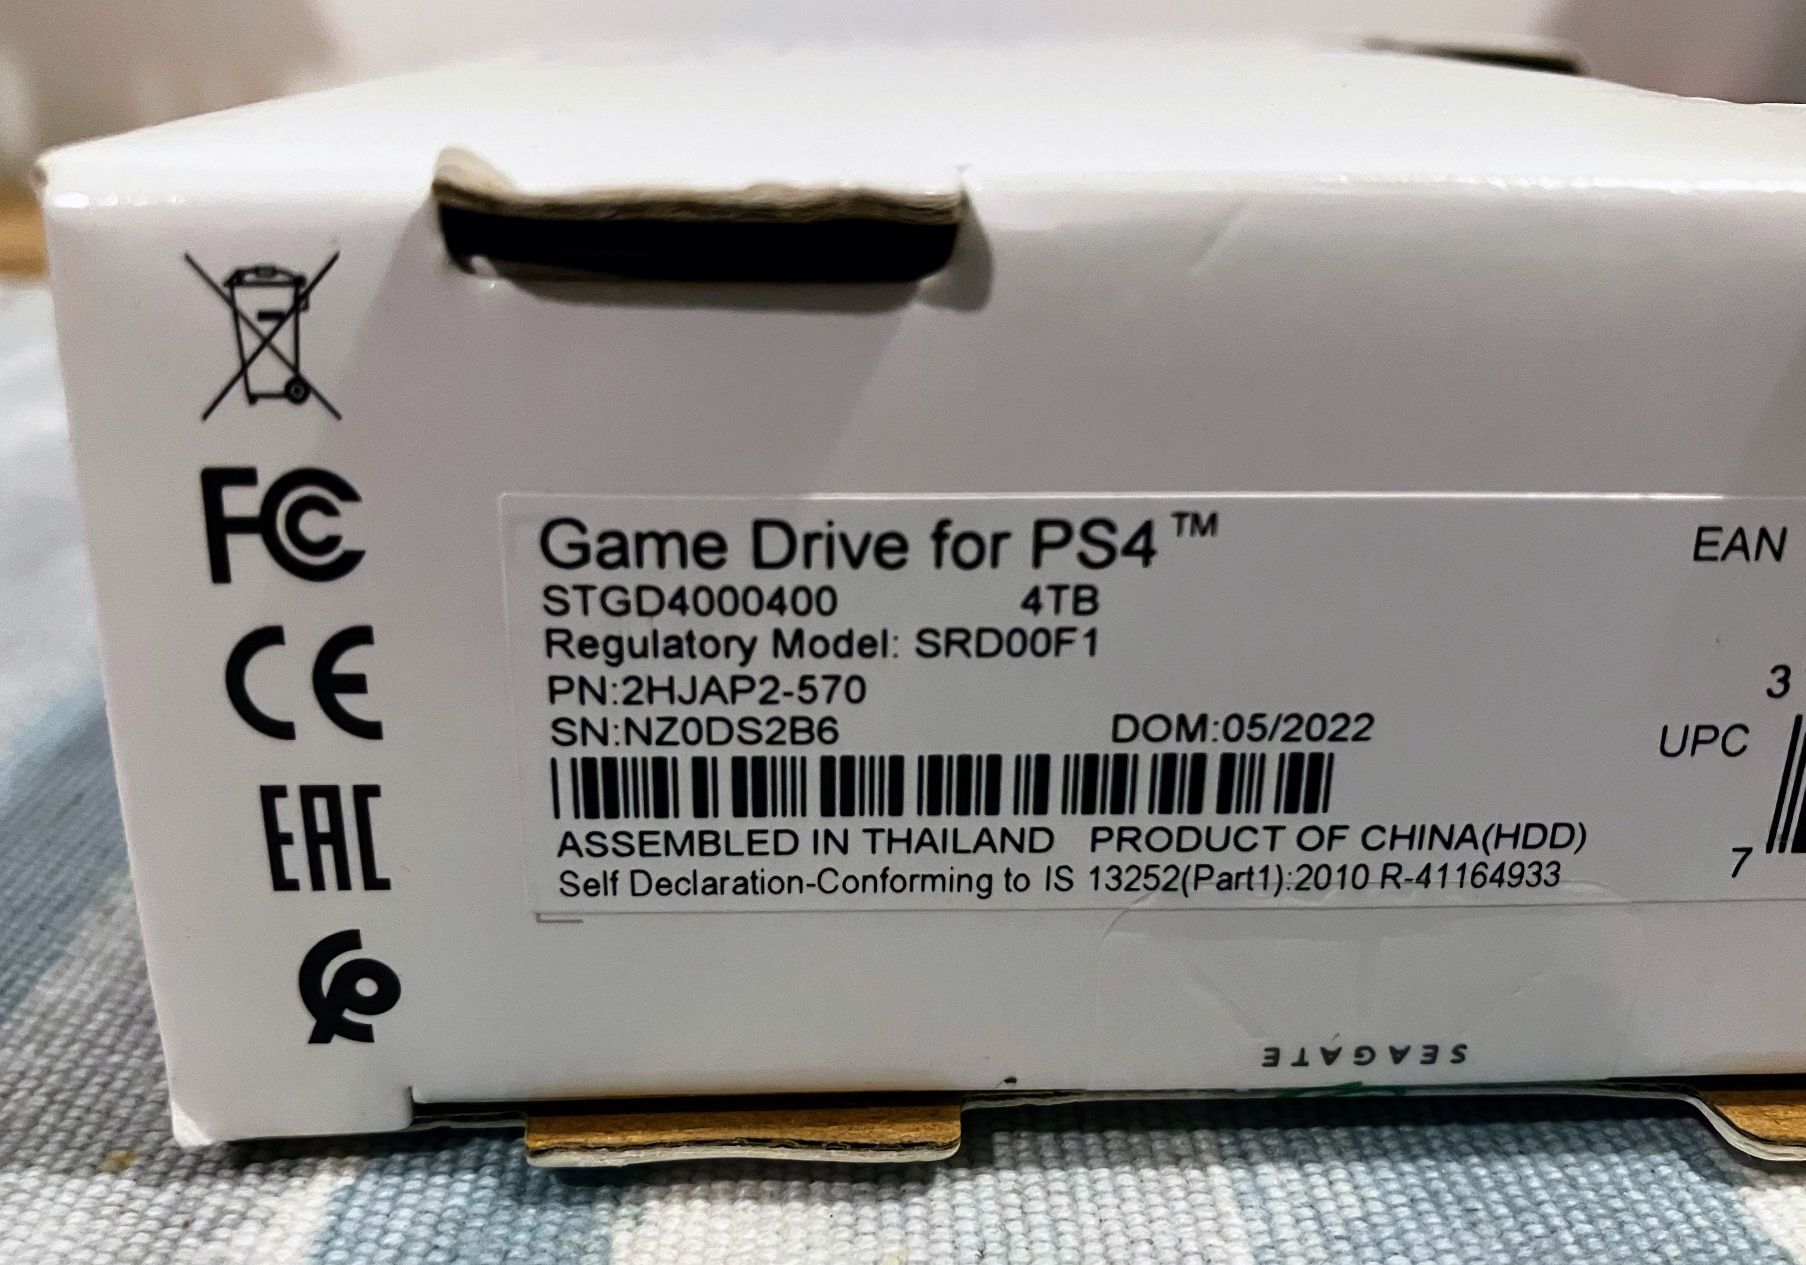 FC
CE
EAC
Game Drive for PS4™
STGD4000400 4TB
Regulatory Model: SRD00F1
PN:2HJAP2-570
SN:NZ0DS2B6 DOM:05/2022
ASSEMBLED IN THAILAND PRODUCT OF CHINA(HDD)
Self Declaration-Conforming to IS 13252(Part1):2010 R-41164933
EAN
3
UPC
7
SEAGATE